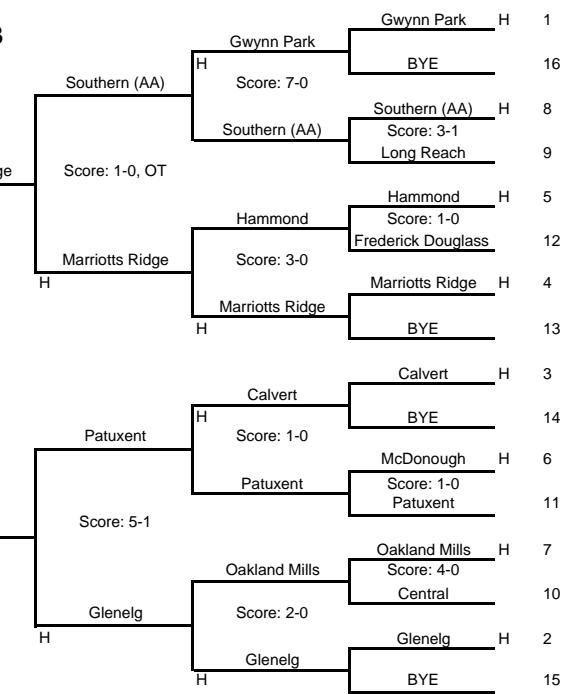 Gwynn Park H 1
Gwynn Park
H
BYE 16
Southern (AA)
Score: 7-0
Southern (AA) H 8
Southern (AA)
Score: 3-1
Long Reach 9
Score: 1-0, OT
Hammond H 5
Hammond
Score: 1-0
Frederick Douglass 12
Marriotts Ridge
H
Score: 3-0
Marriotts Ridge H 4
Marriotts Ridge
H
BYE 13
Calvert H 3
Calvert
H
BYE 14
Patuxent
Score: 1-0
McDonough H 6
Patuxent
Score: 1-0
Patuxent 11
Score: 5-1
Oakland Mills H 7
Oakland Mills
Score: 4-0
Central 10
Glenelg
H
Score: 2-0
Glenelg H 2
Glenelg
H
BYE 15